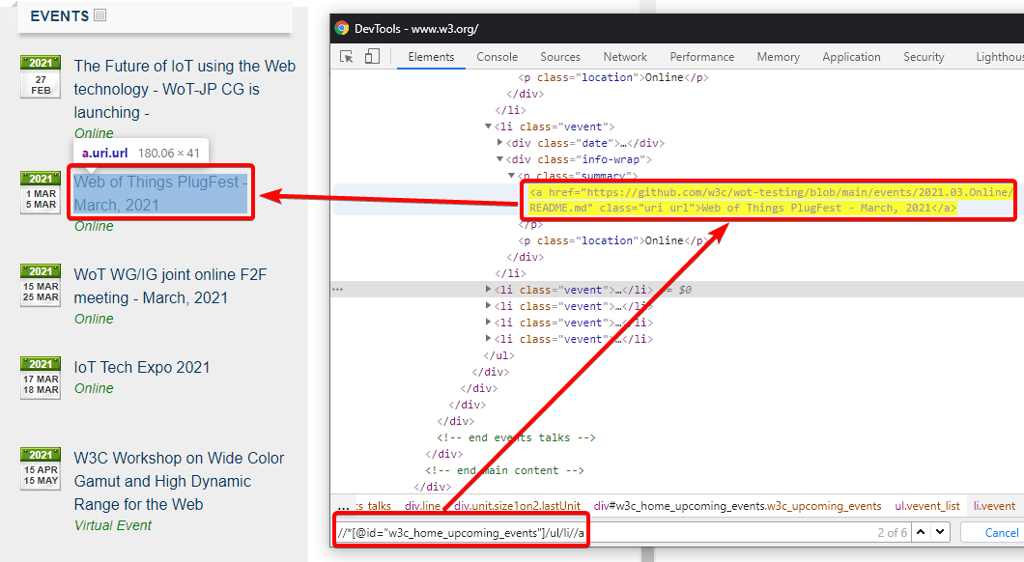 EVENTS
2021
27
FEB
The Future of IoT using the Web
technology - WoT-JP CG is
launching -
Online
a.uri.url 180.06 × 41
2021
1 MAR
5 MAR
Web of Things PlugFest -
March, 2021
Online
2021
15 MAR
25 MAR
WoT WG/IG joint online F2F
meeting - March, 2021
Online
2021
17 MAR
18 MAR
IoT Tech Expo 2021
Online
2021
15 APR
15 MAY
W3C Workshop on Wide Color
Gamut and High Dynamic
Range for the Web
Virtual Event
DevTools - www.w3.org/
Elements Console Sources Network Performance Memory Application Security Lighthous
<p class="location">Online</p>
</div>
</li>
<li class="vevent">
<div class="date">…</div>
<div class="info-wrap">
<p class="summary">
<a href="https://github.com/w3c/wot-testing/blob/main/events/2021.03.Online/
README.md" class="uri url">Web of Things PlugFest - March, 2021</a>
</p>
<p class="location">Online</p>
</div>
</li>
... <li class="vevent">…</li> == $0
<li class="vevent">…</li>
<li class="vevent">…</li>
<li class="vevent">…</li>
</ul>
</div>
</div>
</div>
</div>
<!-- end events talks -->
</div>
<!-- end main content -->
</div>
... s_talks div.line div.unit.size1on2.lastUnit div#w3c_home_upcoming_events.w3c_upcoming_events ul.vevent_list li.vevent
//*[@id="w3c_home_upcoming_events"]/ul/li//a 2 of 6 Cancel